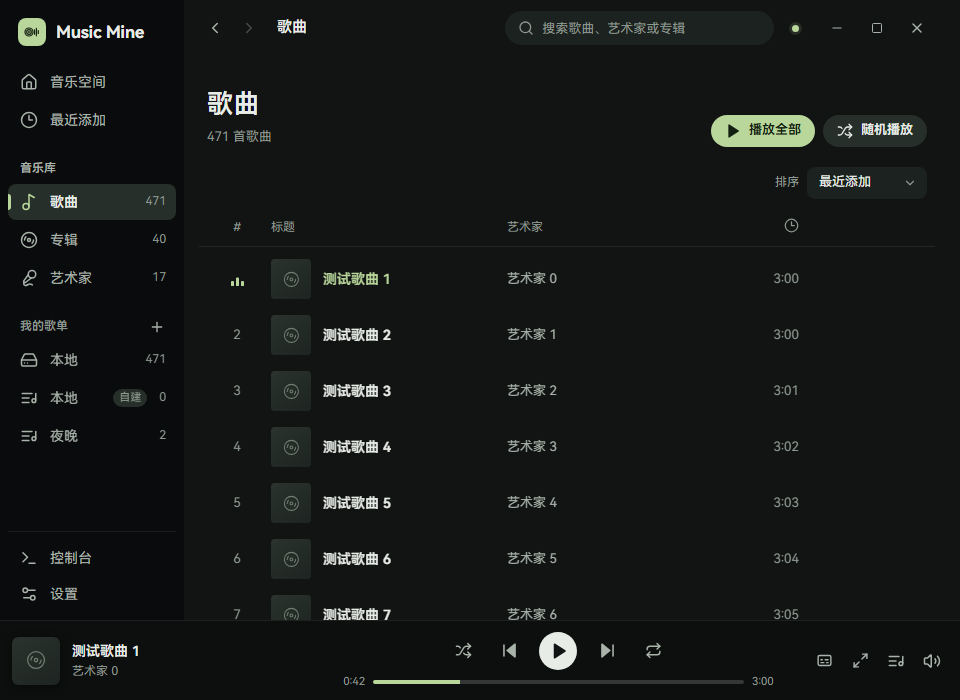 Music Mine
音乐空间
最近添加
音乐库
歌曲 471
专辑 40
艺术家 17
我的歌单
本地 471
本地 自建 0
夜晚 2
控制台
设置
歌曲
搜索歌曲、艺术家或专辑
歌曲
471 首歌曲
播放全部
随机播放
排序 最近添加
# 标题 艺术家
测试歌曲 1 艺术家 0 3:00
2 测试歌曲 2 艺术家 1 3:00
3 测试歌曲 3 艺术家 2 3:01
4 测试歌曲 4 艺术家 3 3:02
5 测试歌曲 5 艺术家 4 3:03
6 测试歌曲 6 艺术家 5 3:04
7 测试歌曲 7 艺术家 6 3:05
测试歌曲 1
艺术家 0
0:42 3:00